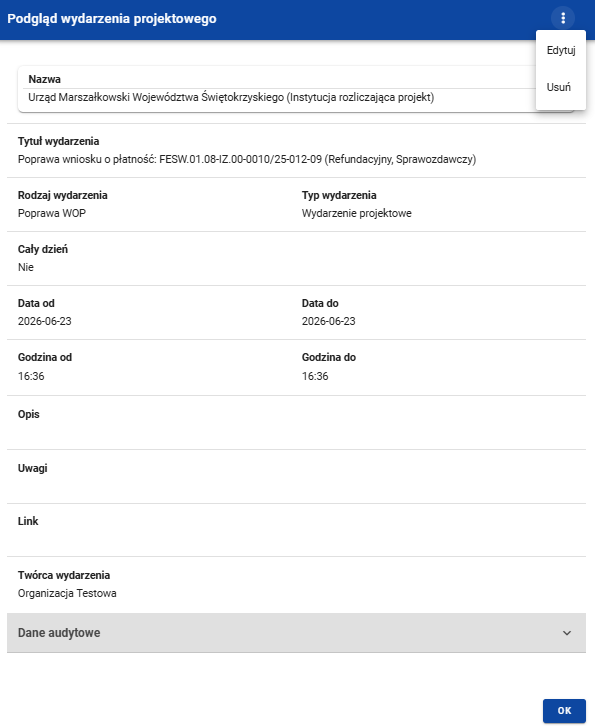 Podgląd wydarzenia projektowego
Edytuj
Usuń
Nazwa
Urząd Marszałkowski Województwa Świętokrzyskiego (Instytucja rozliczająca projekt)
Tytuł wydarzenia
Poprawa wniosku o płatność: FESW.01.08-IZ.00-0010/25-012-09 (Refundacyjny, Sprawozdawczy)
Rodzaj wydarzenia
Typ wydarzenia
Poprawa WOP
Wydarzenie projektowe
Cały dzień
Nie
Data od
Data do
2026-06-23
2026-06-23
Godzina od
Godzina do
16:36
16:36
Opis
Uwagi
Link
Twórca wydarzenia
Organizacja Testowa
Dane audytowe
OK